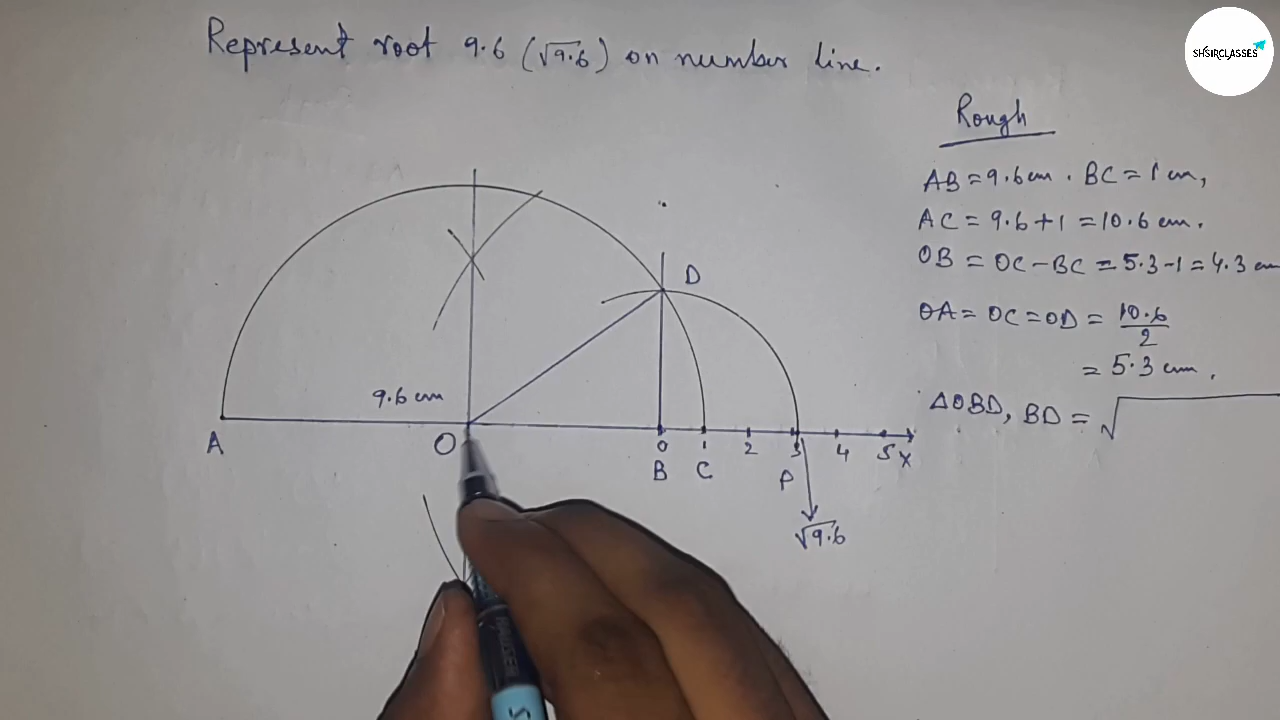 Represent root 9.6 (√9.6) on number line.
SHSIRCLASSES
Rough
AB = 9.6 cm . BC = 1 cm,
AC = 9.6 + 1 = 10.6 cm.
OB = OC - BC = 5.3 - 1 = 4.3 cm
OA = OC = OD = 10.6/2
= 5.3 cm.
△OBD, BD = √
D
9.6 cm
A O 0 1 2 3 4 5 X
B C P
√9.6
HAUSER